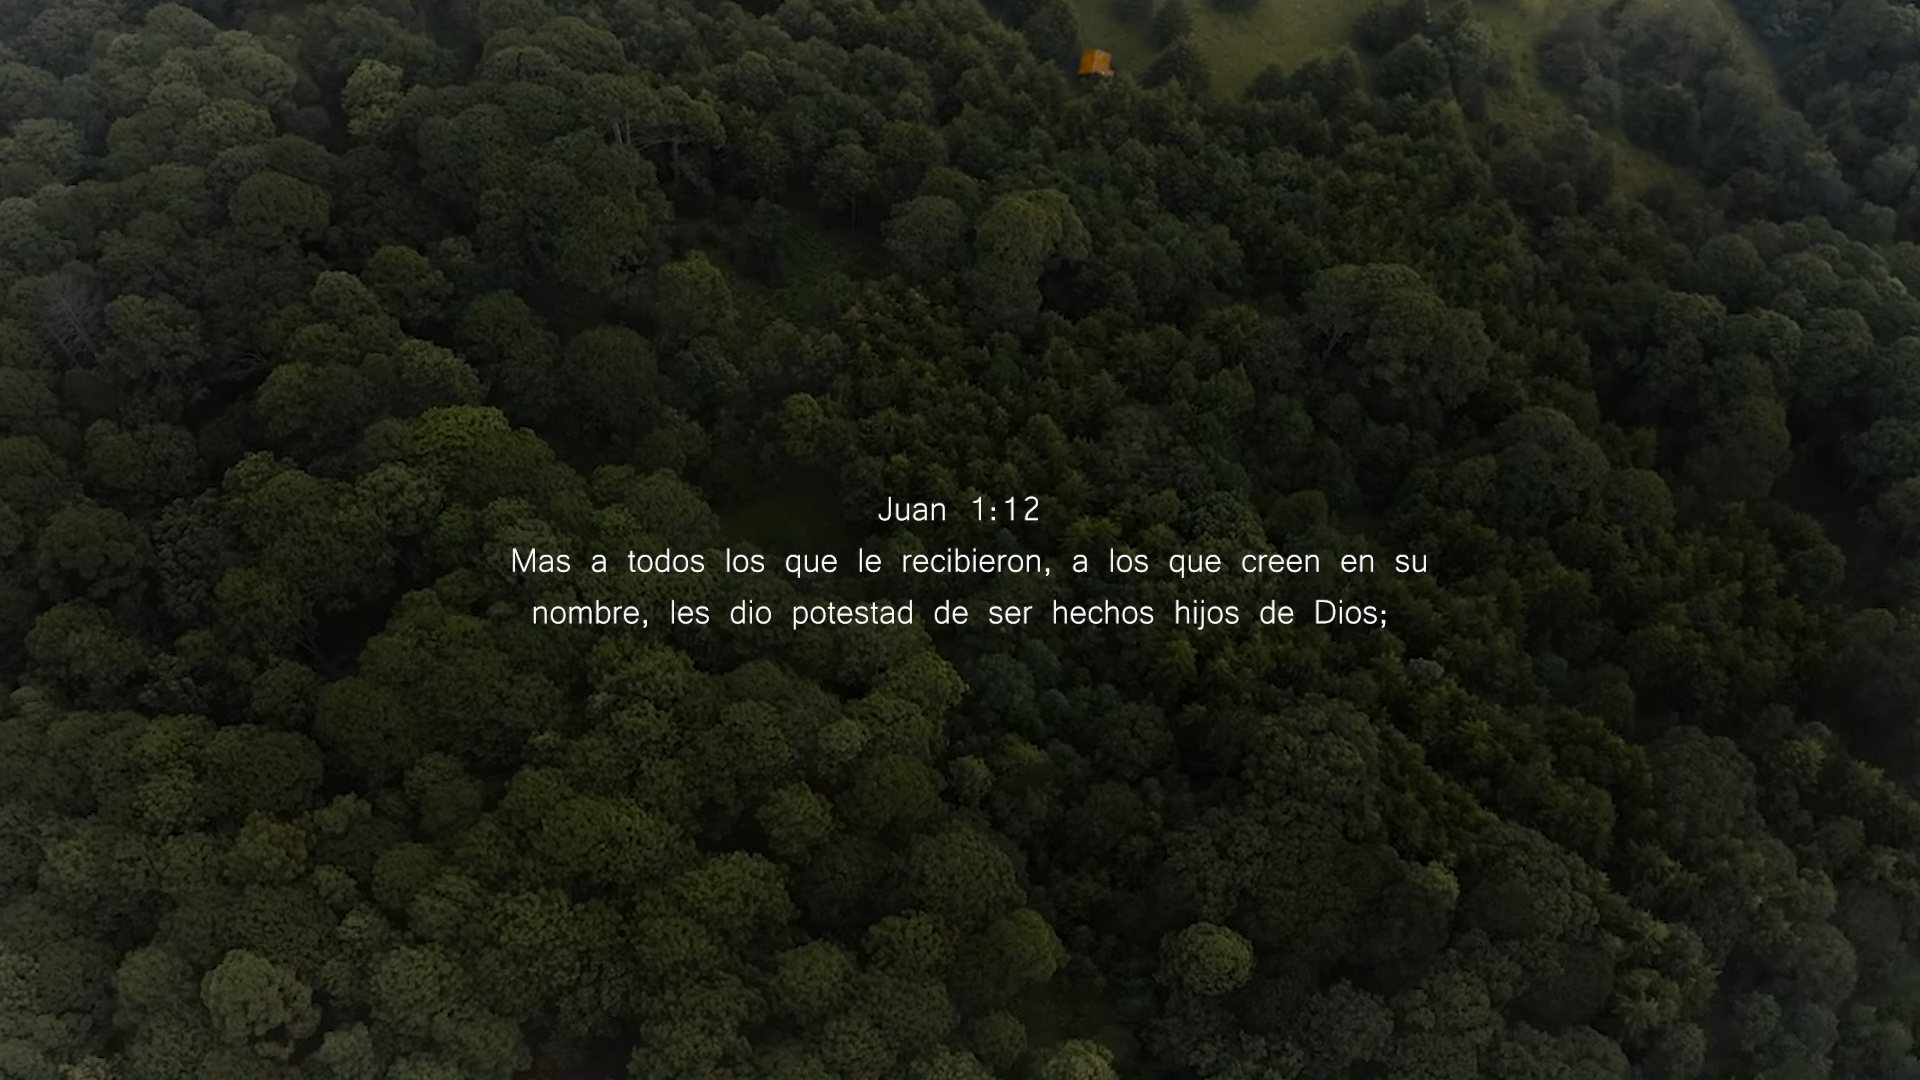 Juan 1:12
Mas a todos los que le recibieron, a los que creen en su
nombre, les dio potestad de ser hechos hijos de Dios;